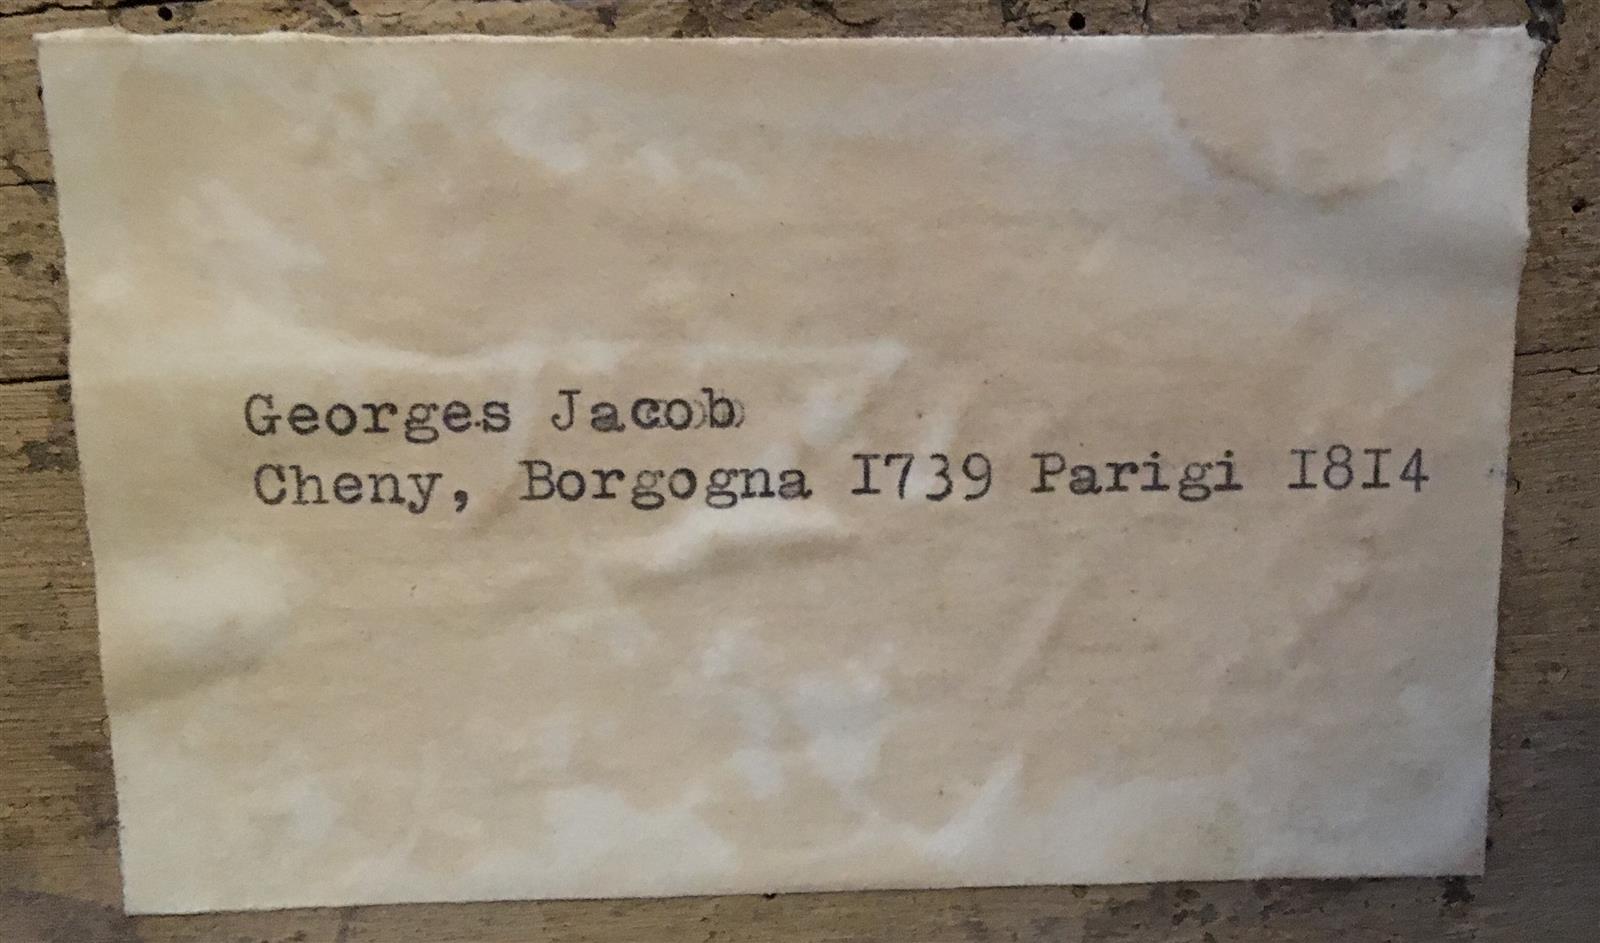 Georges Jacob
Cheny, Borgogna I739 Parigi I8I4